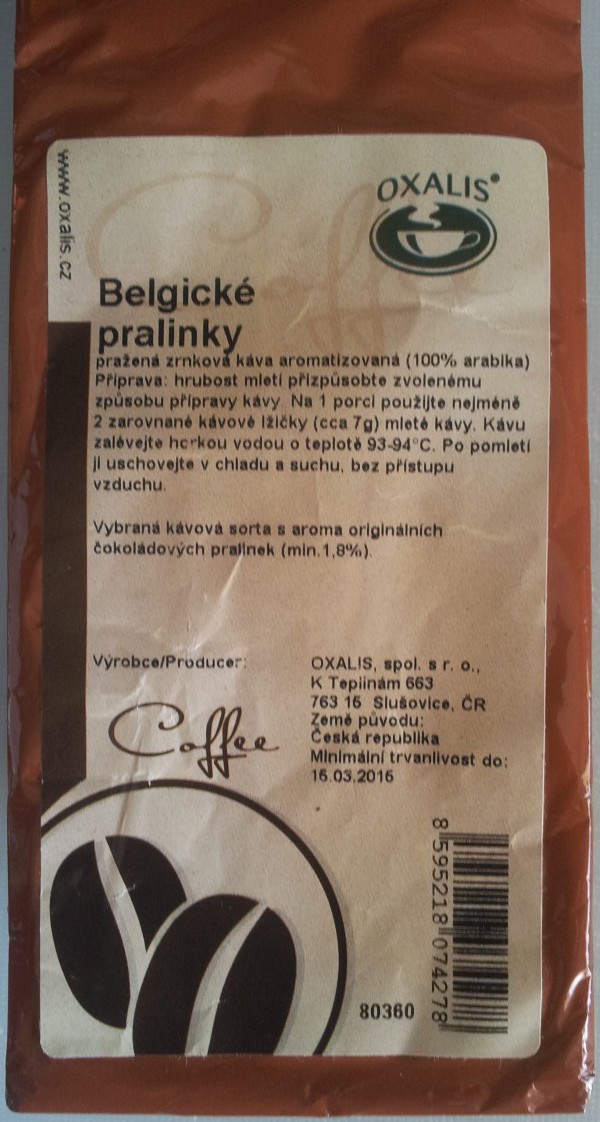 www.oxalis.cz
OXALIS®
Belgické
pralinky
pražená zrnková káva aromatizovaná (100% arabika)
Příprava: hrubost mletí přizpůsobte zvolenému
způsobu přípravy kávy. Na 1 porci použijte nejméně
2 zarovnané kávové lžičky (cca 7g) mleté kávy. Kávu
zalévejte horkou vodou o teplotě 93-94°C. Po pomletí
ji uschovejte v chladu a suchu, bez přístupu
vzduchu.
Vybraná kávová sorta s aroma originálních
čokoládových pralinek (min.1,8%).
Výrobce/Producer:
OXALIS, spol. s r. o.,
K Teplinám 663
763 15 Slušovice, ČR
Země původu:
Česká republika
Minimální trvanlivost do:
16.03.2016
Coffee
8 595218 074278
80360